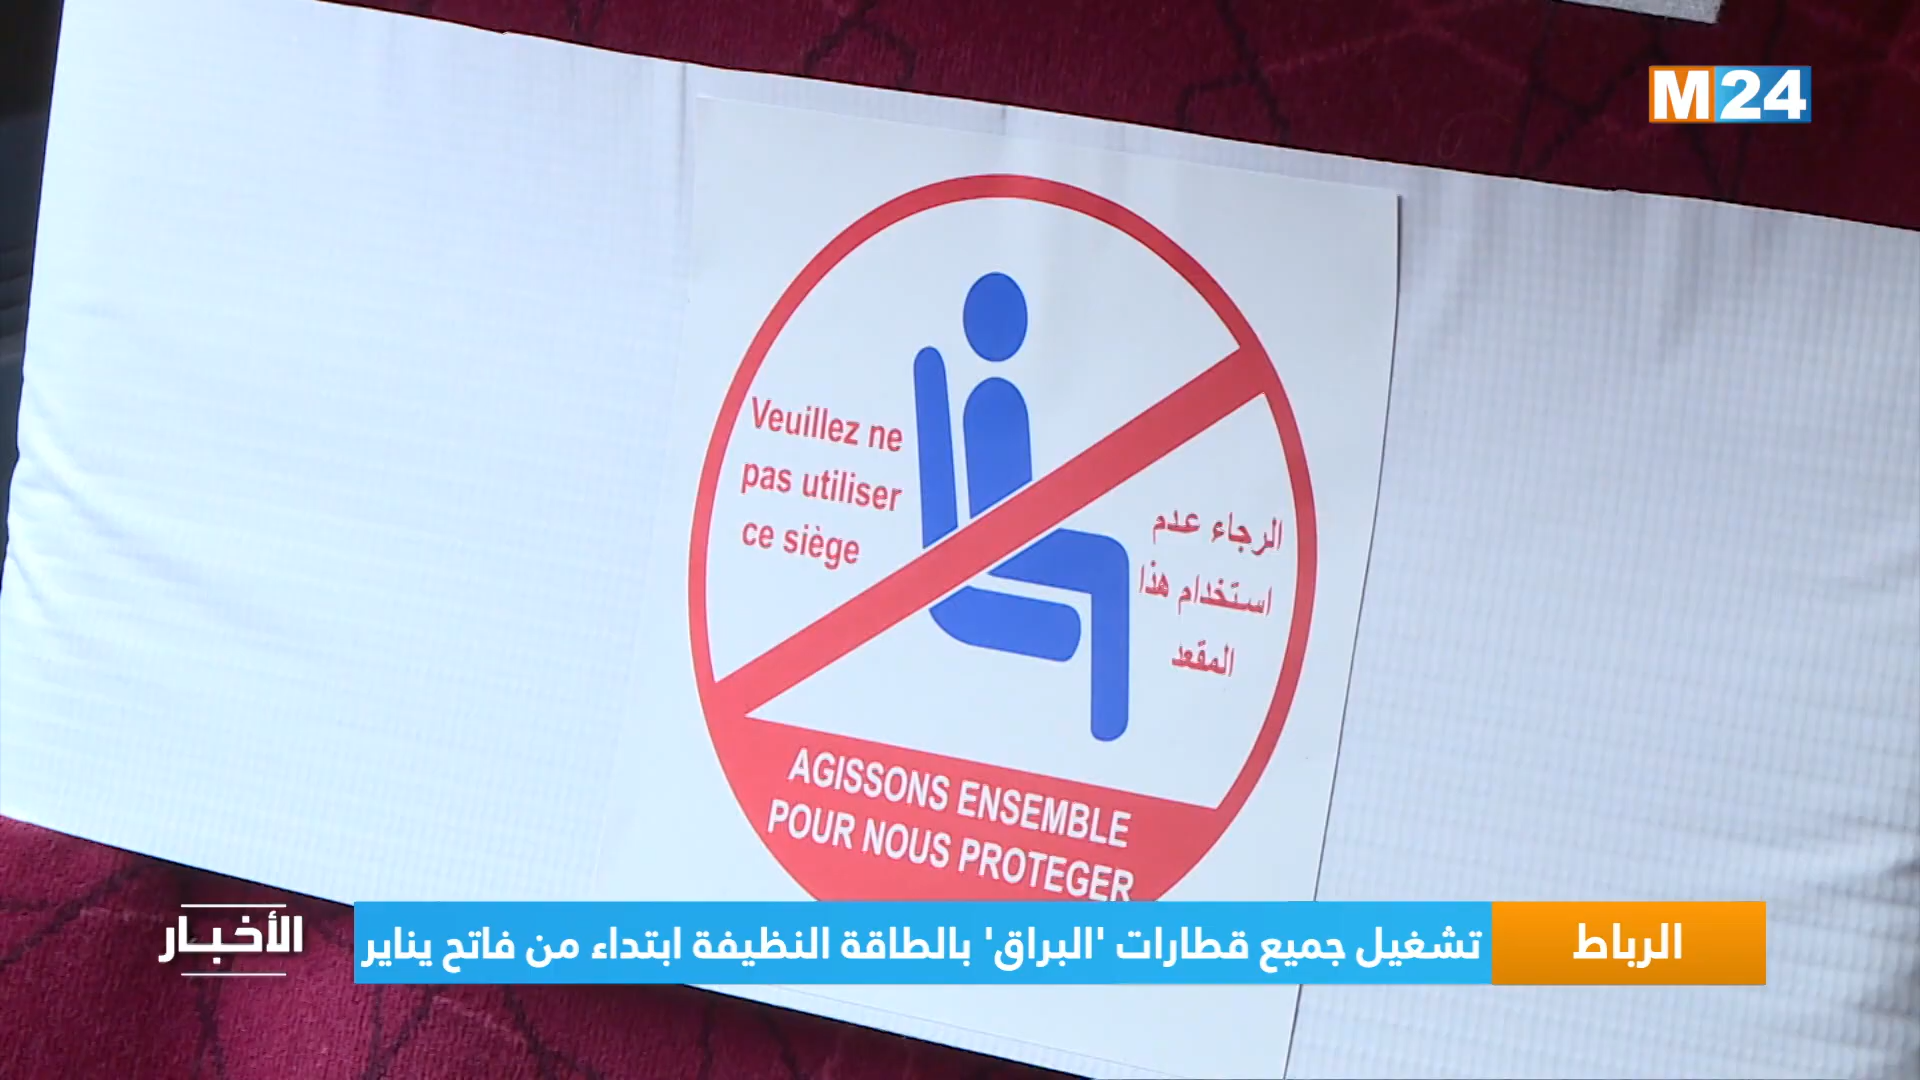 M24
Veuillez ne
pas utiliser
ce siège
الرجاء عدم
استخدام هذا
المقعد
AGISSONS ENSEMBLE
POUR NOUS PROTEGER
الرباط
تشغيل جميع قطارات 'البراق' بالطاقة النظيفة ابتداء من فاتح يناير
الأخبار